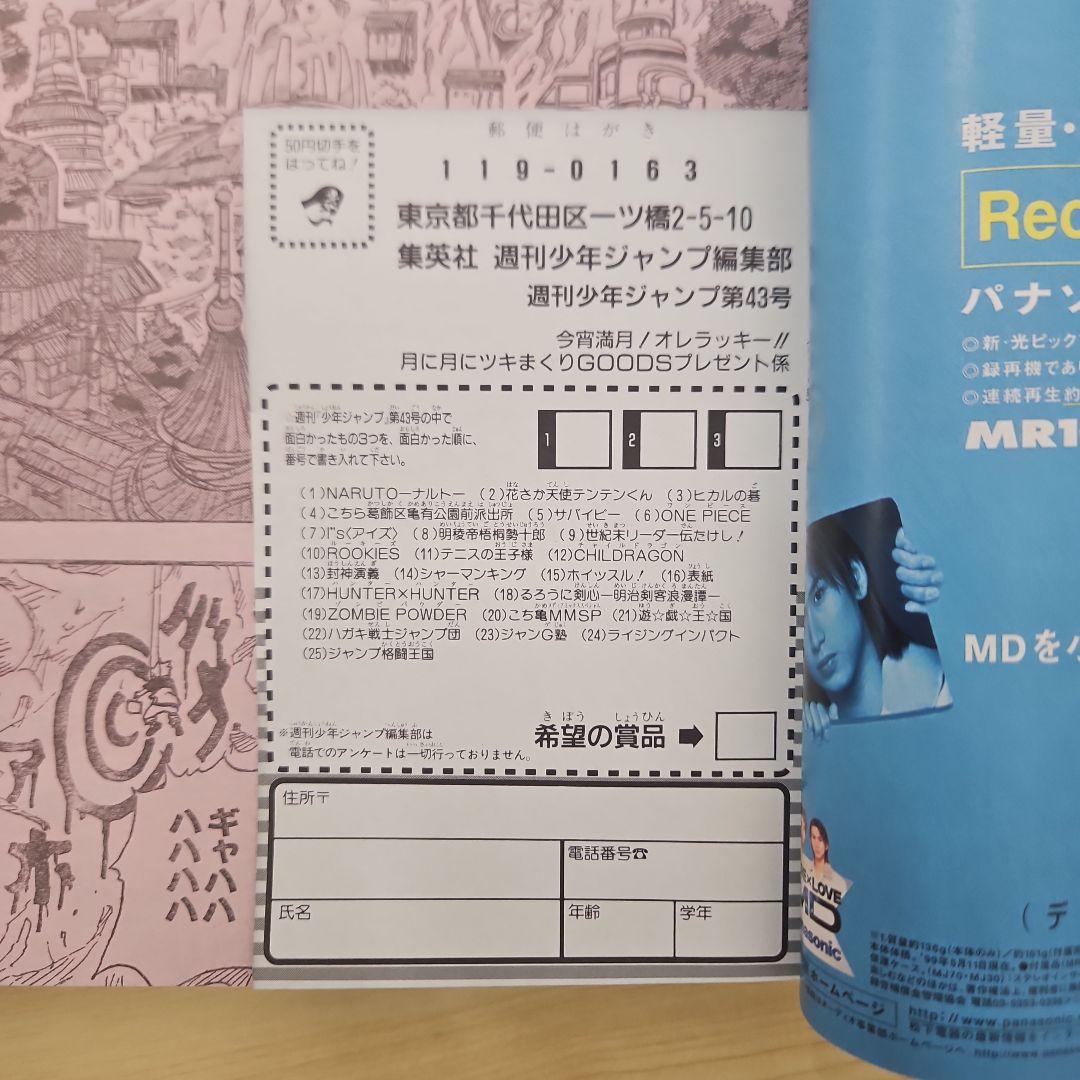 郵便はがき
50円切手を
はってね!
119-0163
東京都千代田区一ツ橋2-5-10
集英社 週刊少年ジャンプ編集部
週刊少年ジャンプ第43号
今宵満月!オレラッキー!!
月に月にツキまくりGOODSプレゼント係
週刊『少年ジャンプ』第43号の中で
面白かったもの3つを、面白かった順に、
番号で書き入れて下さい。
1 2 3
(1)NARUTOーナルトー (2)花さか天使テンテンくん (3)ヒカルの碁
(4)こちら葛飾区亀有公園前派出所 (5)サバイビー (6)ONE PIECE
(7)I"s〈アイズ〉 (8)明稜帝梧桐勢十郎 (9)世紀末リーダー伝たけし!
(10)ROOKIES (11)テニスの王子様 (12)CHILDRAGON
(13)封神演義 (14)シャーマンキング (15)ホイッスル! (16)表紙
(17)HUNTER×HUNTER (18)るろうに剣心―明治剣客浪漫譚―
(19)ZOMBIE POWDER (20)こち亀MMSP (21)遊☆戯☆王☆国
(22)ハガキ戦士ジャンプ団 (23)ジャンG塾 (24)ライジングインパクト
(25)ジャンプ格闘王国
※週刊少年ジャンプ編集部は
電話でのアンケートは一切行っておりません。
希望の賞品➡
住所〒
電話番号☎
氏名
年齢
学年
ギャハハ
ハハハハ
軽量・
Rec
パナソ
◎新・光ピック
◎録再機であ
◎連続再生約
MR1
MDを小
LOVE
MD
(デ
ホームページ